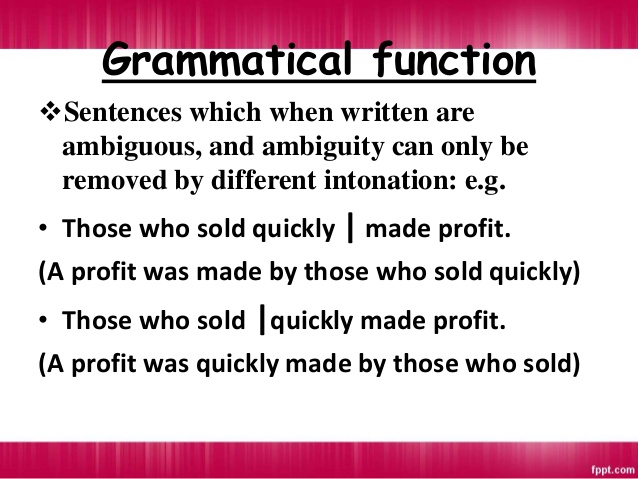 Grammatical function
❖Sentences which when written are
ambiguous, and ambiguity can only be
removed by different intonation: e.g.
• Those who sold quickly | made profit.
(A profit was made by those who sold quickly)
• Those who sold |quickly made profit.
(A profit was quickly made by those who sold)
fppt.com